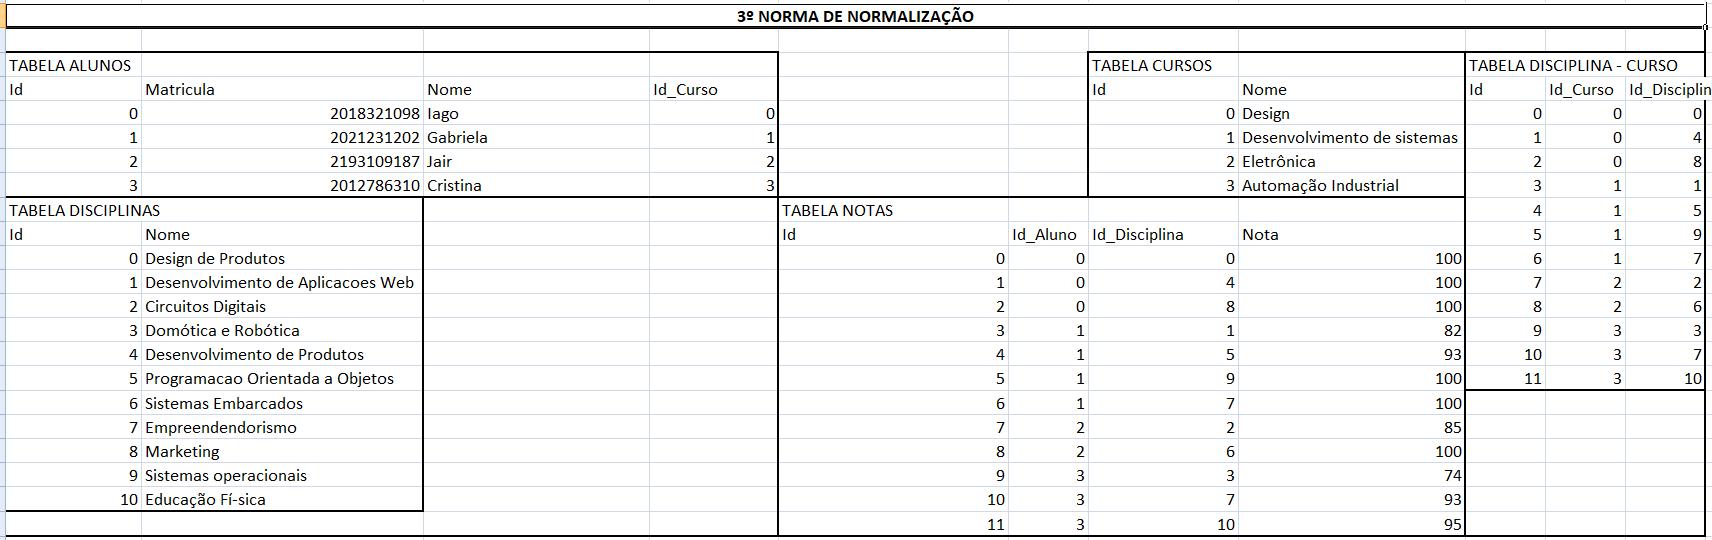 3º NORMA DE NORMALIZAÇÃO
TABELA ALUNOS
Id Matricula Nome Id_Curso
0 2018321098 Iago 0
1 2021231202 Gabriela 1
2 2193109187 Jair 2
3 2012786310 Cristina 3
TABELA CURSOS
Id Nome
0 Design
1 Desenvolvimento de sistemas
2 Eletrônica
3 Automação Industrial
TABELA DISCIPLINA - CURSO
Id Id_Curso Id_Disciplin
0 0 0
1 0 4
2 0 8
3 1 1
4 1 5
5 1 9
6 1 7
7 2 2
8 2 6
9 3 3
10 3 7
11 3 10
TABELA DISCIPLINAS
Id Nome
0 Design de Produtos
1 Desenvolvimento de Aplicacoes Web
2 Circuitos Digitais
3 Domótica e Robótica
4 Desenvolvimento de Produtos
5 Programacao Orientada a Objetos
6 Sistemas Embarcados
7 Empreendendorismo
8 Marketing
9 Sistemas operacionais
10 Educação Fí-sica
TABELA NOTAS
Id Id_Aluno Id_Disciplina Nota
0 0 0 100
1 0 4 100
2 0 8 100
3 1 1 82
4 1 5 93
5 1 9 100
6 1 7 100
7 2 2 85
8 2 6 100
9 3 3 74
10 3 7 93
11 3 10 95